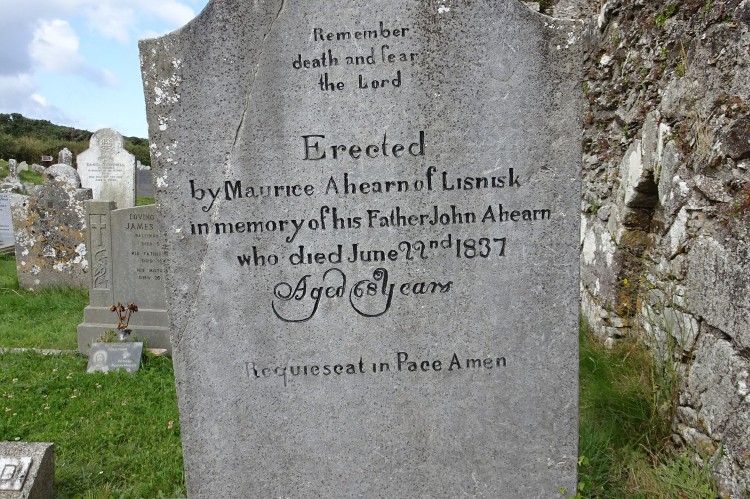 Remember
death and fear
the Lord
Erected
by Maurice Ahearn of Lisnisk
in memory of his Father John Ahearn
who died June 22nd 1837
Aged 68 Years
Requiescat in Pace Amen
JAMES